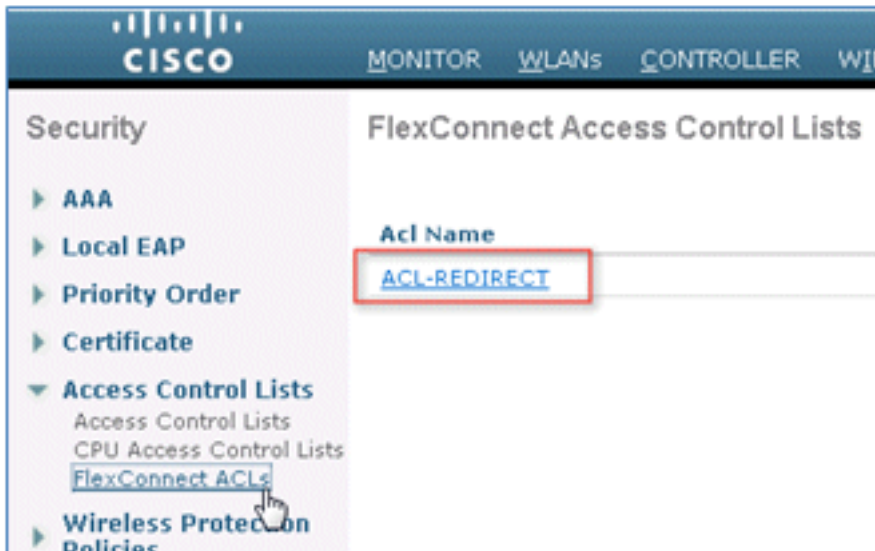 CISCO
MONITOR WLANs CONTROLLER
Security
AAA
Local EAP
Priority Order
Certificate
Access Control Lists
Access Control Lists
CPU Access Control Lists
FlexConnect ACLs
Wireless Protection
Policies
FlexConnect Access Control Lists
Acl Name
ACL-REDIRECT